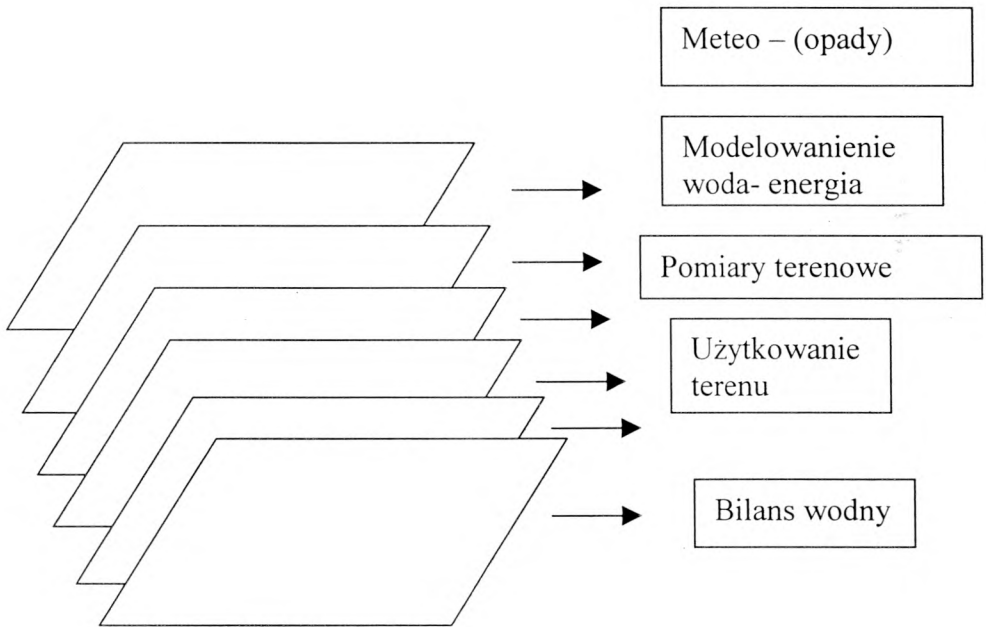 Meteo – (opady)
Modelowanienie
woda- energia
Pomiary terenowe
Użytkowanie
terenu
Bilans wodny